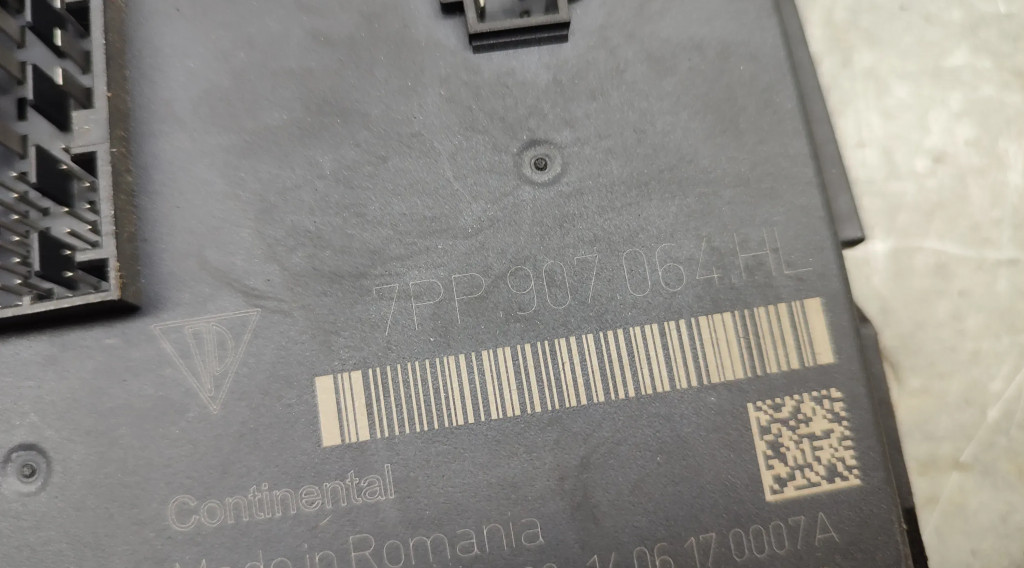 7PP.907.064.HL
Continental
Made in Romania
14.06.17 0007A